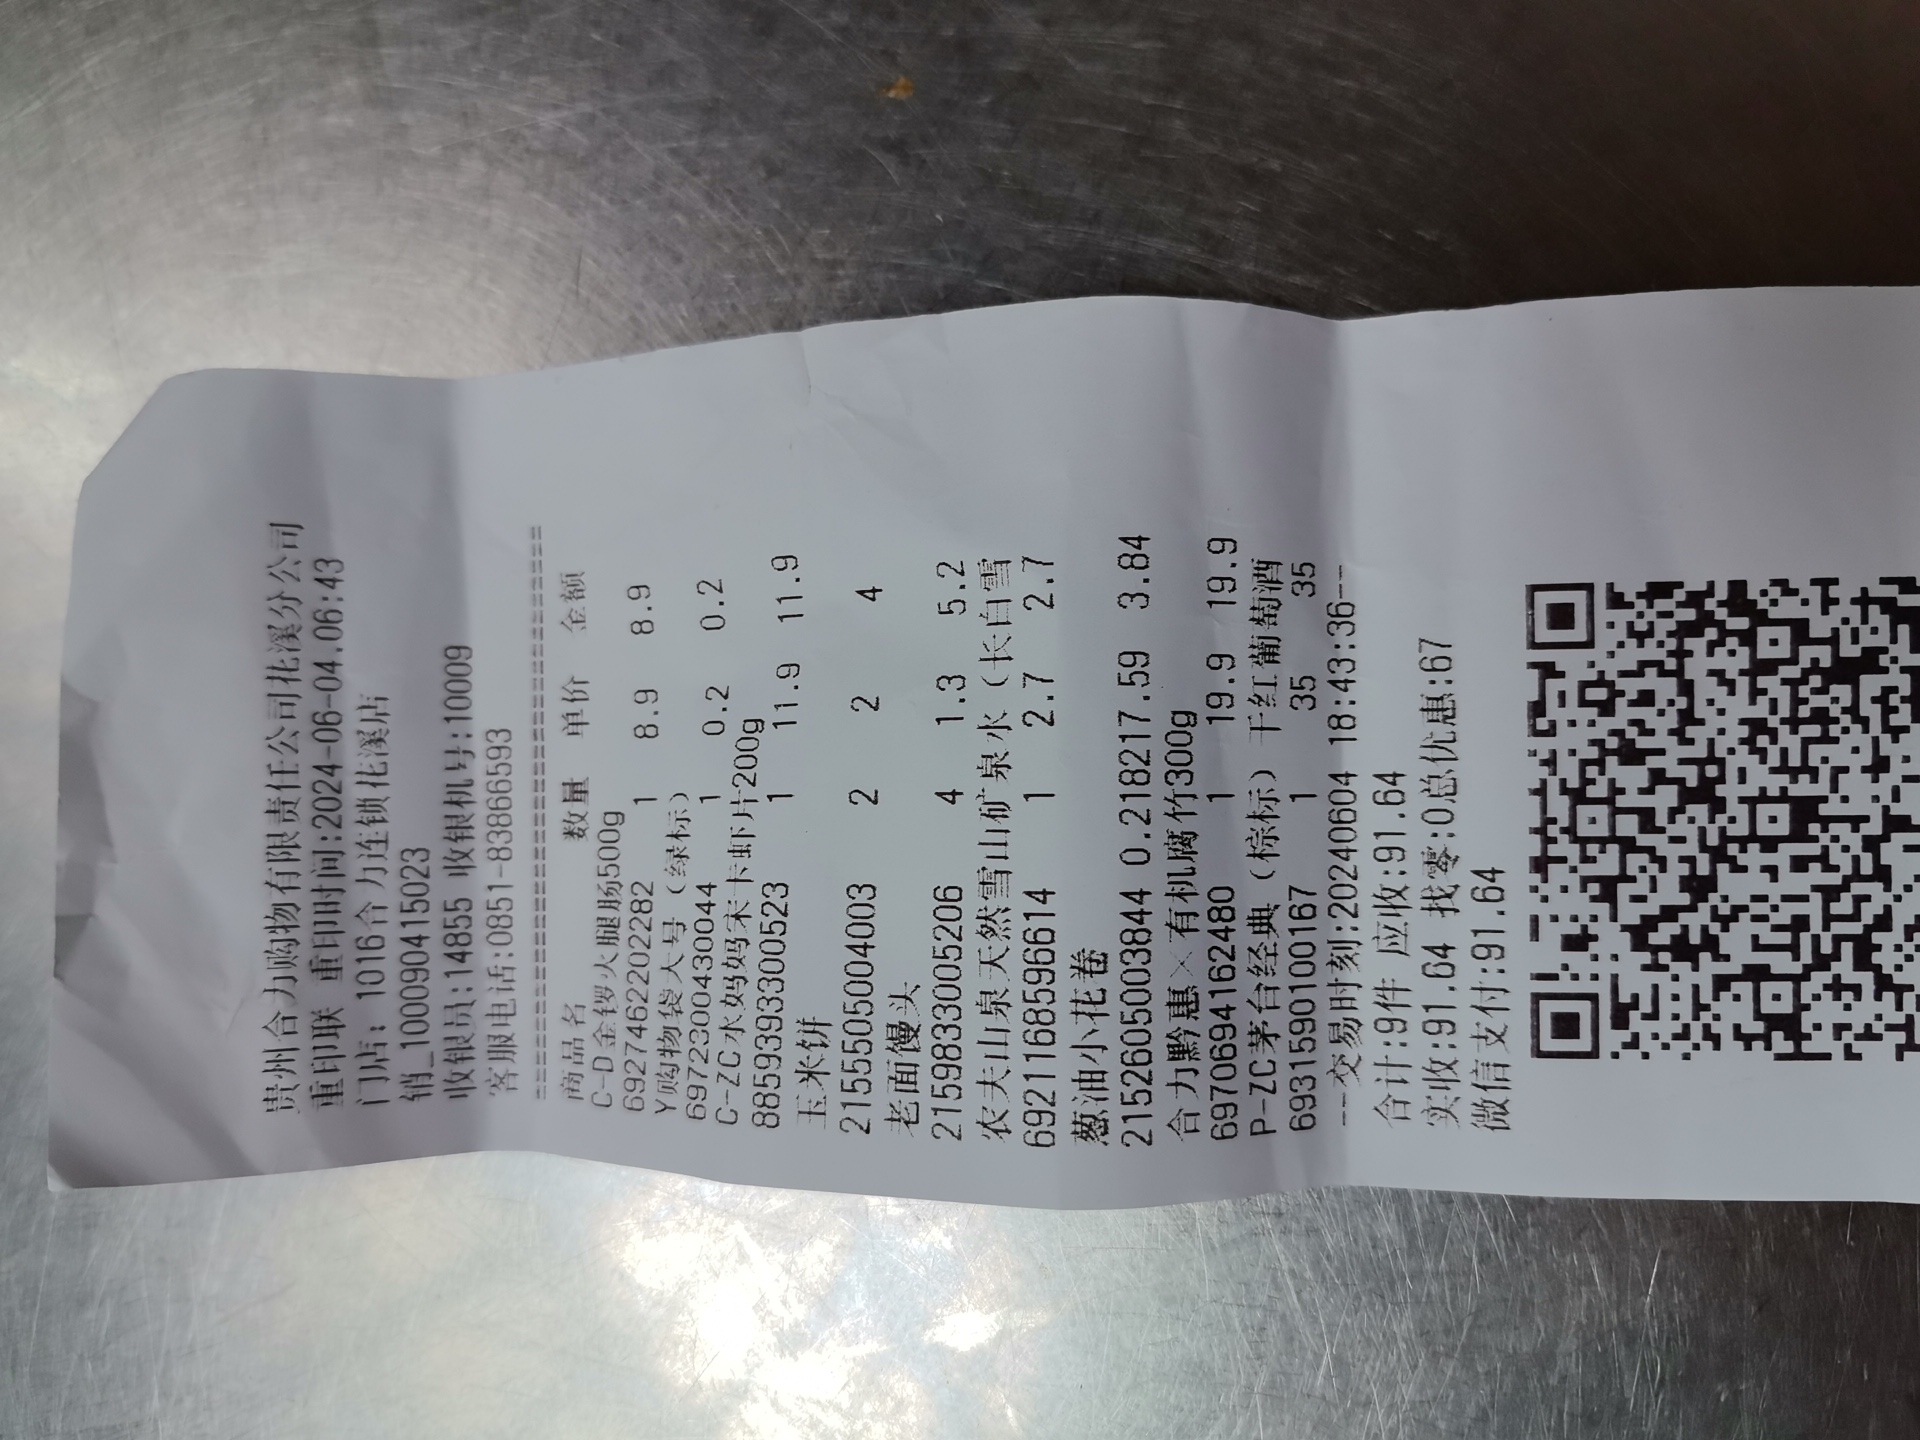 贵州合力购物有限责任公司花溪分公司
重印联 重印时间:2024-06-04.06:43
门店: 1016合力连锁花溪店
销_100090415023
收银员:14855 收银机号:10009
客服电话:0851-83866593
================================
商品名 数量 单价 金额
C-D金锣火腿肠500g
6927462202282 1 8.9 8.9
Y购物袋大号（绿标）
6972300430044 1 0.2 0.2
C-ZC水妈妈宋卡虾片200g
8859393300523 1 11.9 11.9
玉米饼
2155505004003 2 2 4
老面馒头
2159833005206 4 1.3 5.2
农夫山泉天然雪山矿泉水（长白雪
6921168596614 1 2.7 2.7
葱油小花卷
2152605003844 0.218217.59 3.84
合力黔惠×有机腐竹300g
6970694162480 1 19.9 19.9
P-ZC茅台经典（棕标）干红葡萄酒
6931590100167 1 35 35
--交易时刻:20240604 18:43:36--
合计:9件 应收:91.64
实收:91.64 找零:0总优惠:67
微信支付:91.64